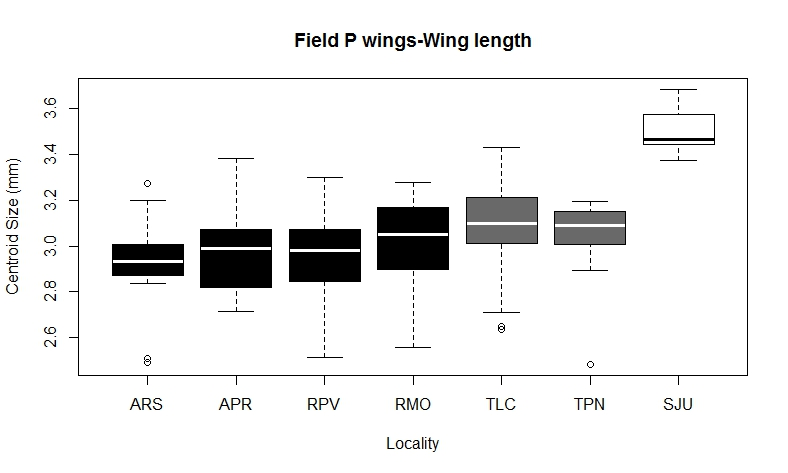 Field P wings-Wing length
Centroid Size (mm)
3.6
3.4
3.2
3.0
2.8
2.6
ARS APR RPV RMO TLC TPN SJU
Locality